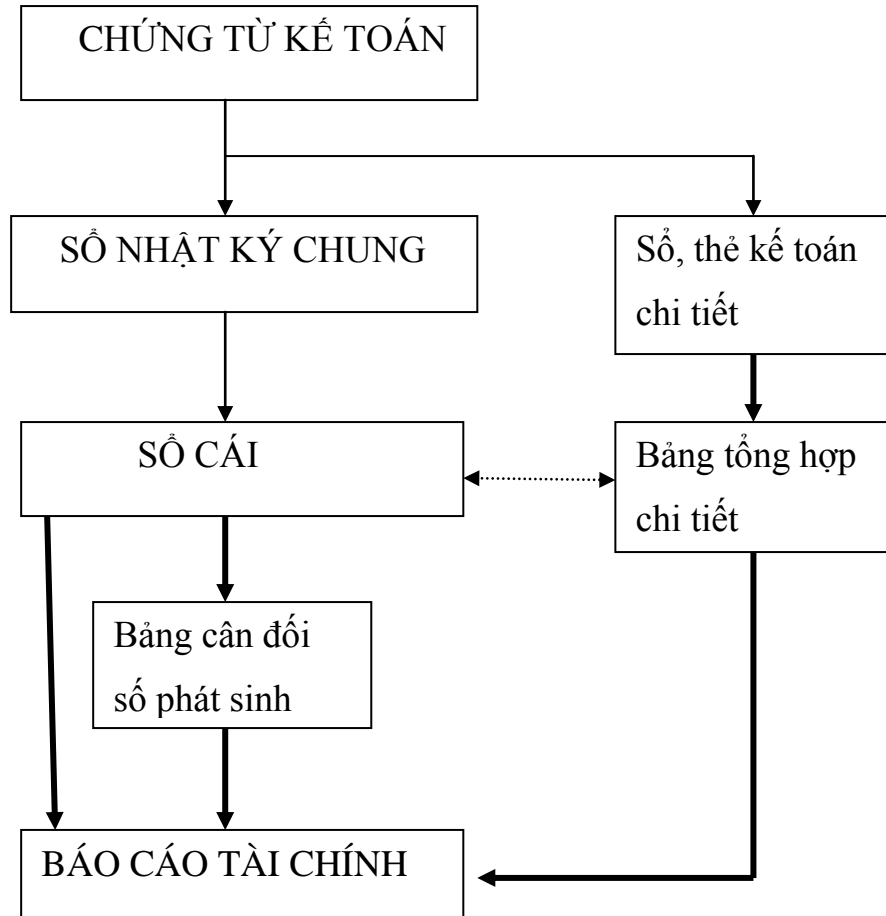 CHỨNG TỪ KẾ TOÁN
SỔ NHẬT KÝ CHUNG
Sổ, thẻ kế toán
chi tiết
SỔ CÁI
Bảng tổng hợp
chi tiết
Bảng cân đối
số phát sinh
BÁO CÁO TÀI CHÍNH